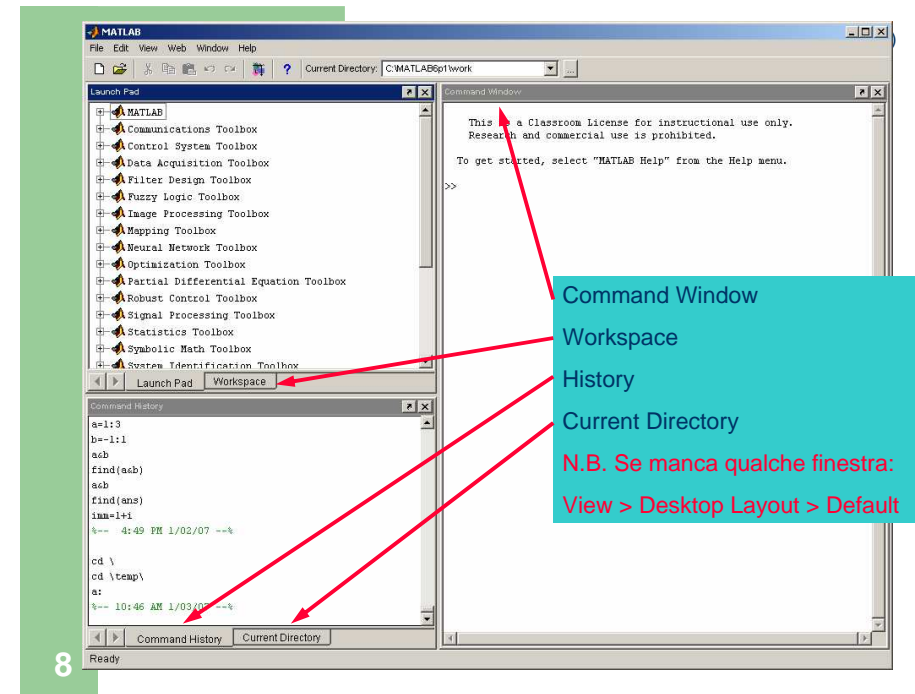 MATLAB
File Edit View Web Window Help
? Current Directory: C:\MATLAB6p1\work ...
Launch Pad
MATLAB
Communications Toolbox
Control System Toolbox
Data Acquisition Toolbox
Filter Design Toolbox
Fuzzy Logic Toolbox
Image Processing Toolbox
Mapping Toolbox
Neural Network Toolbox
Optimization Toolbox
Partial Differential Equation Toolbox
Robust Control Toolbox
Signal Processing Toolbox
Statistics Toolbox
Symbolic Math Toolbox
System Identification Toolbox
Launch Pad Workspace
Command History
a=1:3
b=-1:1
a&b
find(a&b)
a&b
find(ans)
imm=1+i
%-- 4:49 PM 1/02/07 --%
cd \
cd \temp\
a:
%-- 10:46 AM 1/03/07 --%
Command History Current Directory
Ready
Command Window
This is a Classroom License for instructional use only.
Research and commercial use is prohibited.
To get started, select "MATLAB Help" from the Help menu.
>>
Command Window
Workspace
History
Current Directory
N.B. Se manca qualche finestra:
View > Desktop Layout > Default
8